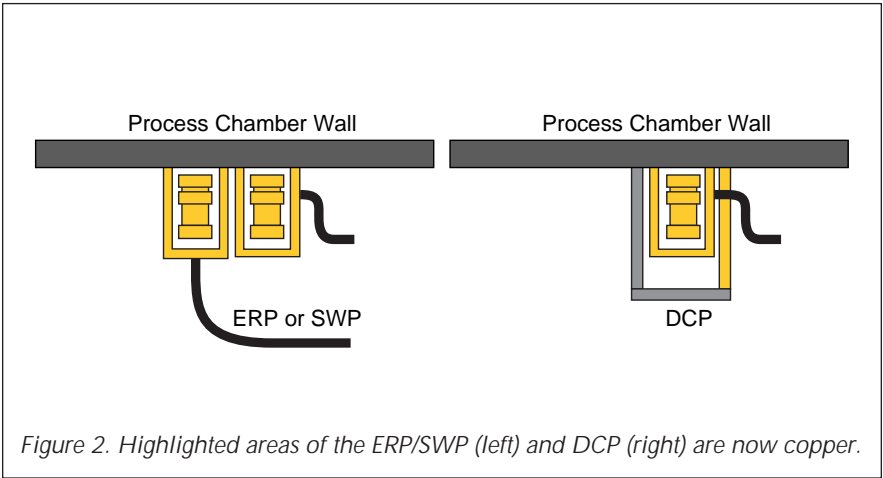 Process Chamber Wall
Process Chamber Wall
ERP or SWP
DCP
Figure 2. Highlighted areas of the ERP/SWP (left) and DCP (right) are now copper.